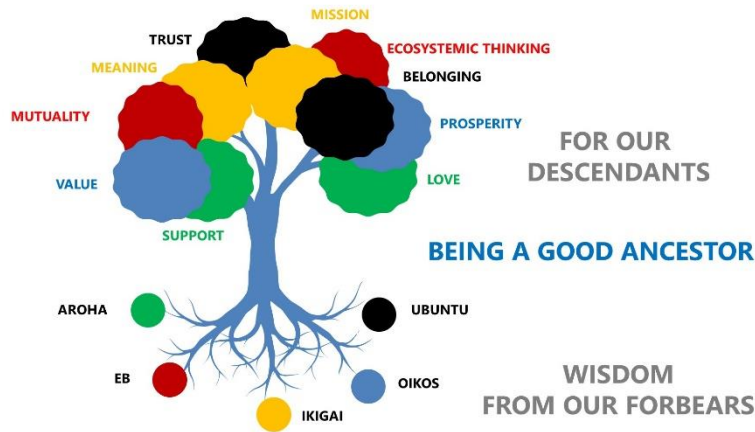 MISSION
TRUST
ECOSYSTEMIC THINKING
MEANING
BELONGING
MUTUALITY
PROSPERITY
FOR OUR
DESCENDANTS
VALUE
LOVE
SUPPORT
BEING A GOOD ANCESTOR
AROHA
UBUNTU
EB
OIKOS
WISDOM
FROM OUR FORBEARS
IKIGAI